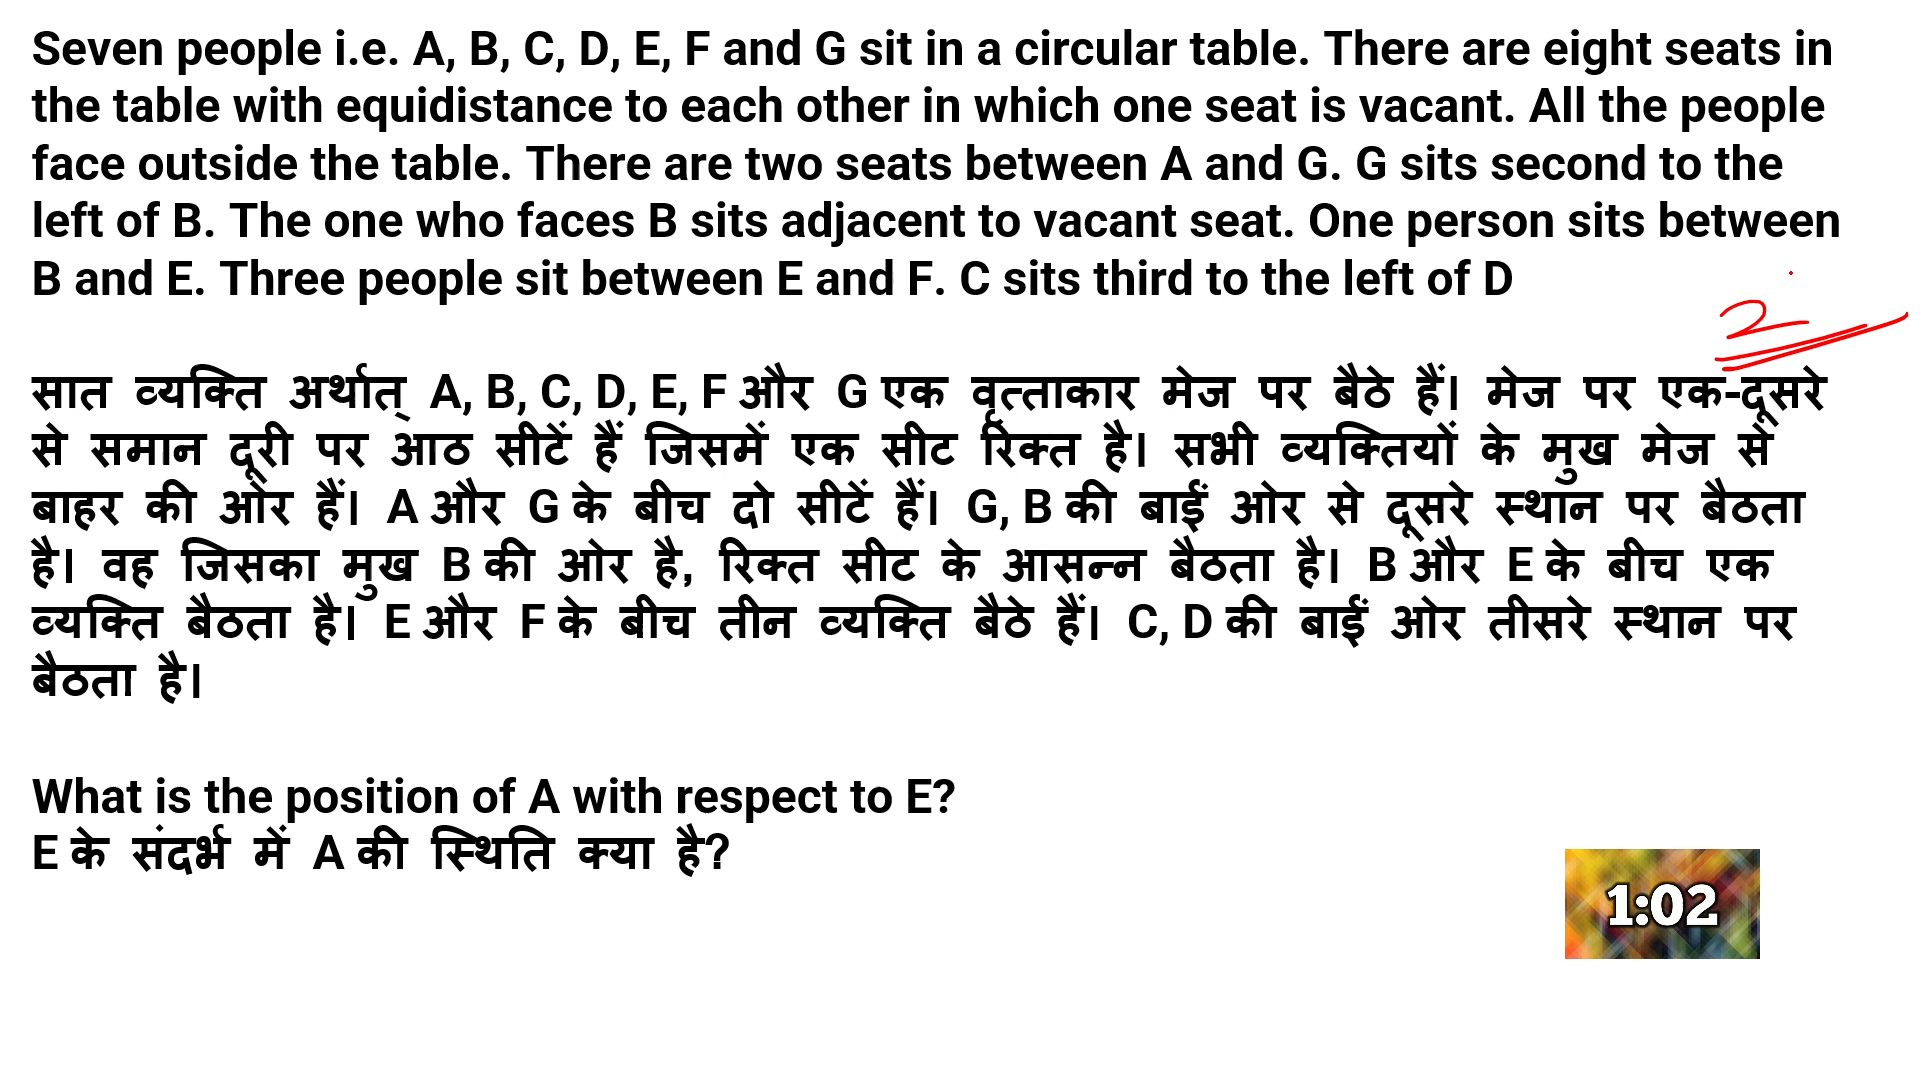 Seven people i.e. A, B, C, D, E, F and G sit in a circular table. There are eight seats in
the table with equidistance to each other in which one seat is vacant. All the people
face outside the table. There are two seats between A and G. G sits second to the
left of B. The one who faces B sits adjacent to vacant seat. One person sits between
B and E. Three people sit between E and F. C sits third to the left of D
2
सात व्यक्ति अर्थात् A, B, C, D, E, F और G एक वृत्ताकार मेज पर बैठे हैं। मेज पर एक-दूसरे
से समान दूरी पर आठ सीटें हैं जिसमें एक सीट रिक्त है। सभी व्यक्तियों के मुख मेज से
बाहर की ओर हैं। A और G के बीच दो सीटें हैं। G, B की बाईं ओर से दूसरे स्थान पर बैठता
है। वह जिसका मुख B की ओर है, रिक्त सीट के आसन्न बैठता है। B और E के बीच एक
व्यक्ति बैठता है। E और F के बीच तीन व्यक्ति बैठे हैं। C, D की बाईं ओर तीसरे स्थान पर
बैठता है।
What is the position of A with respect to E?
E के संदर्भ में A की स्थिति क्या है?
1:02